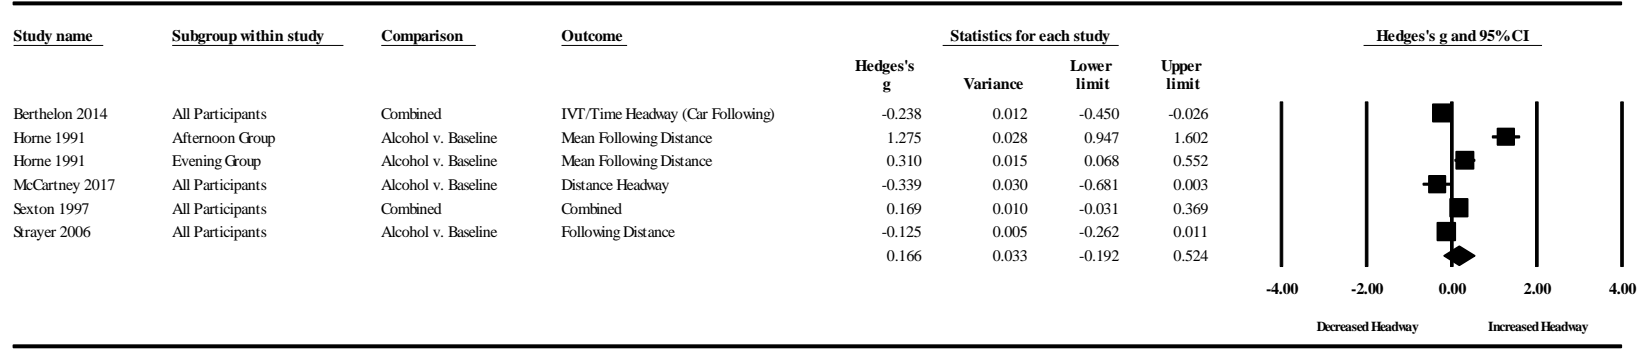 Study name Subgroup within study Comparison Outcome Statistics for each study Hedges's g and 95% CI
Hedges's g Variance Lower limit Upper limit
Berthelon 2014 All Participants Combined IVT/Time Headway (Car Following) -0.238 0.012 -0.450 -0.026
Horne 1991 Afternoon Group Alcohol v. Baseline Mean Following Distance 1.275 0.028 0.947 1.602
Horne 1991 Evening Group Alcohol v. Baseline Mean Following Distance 0.310 0.015 0.068 0.552
McCartney 2017 All Participants Alcohol v. Baseline Distance Headway -0.339 0.030 -0.681 0.003
Sexton 1997 All Participants Combined Combined 0.169 0.010 -0.031 0.369
Strayer 2006 All Participants Alcohol v. Baseline Following Distance -0.125 0.005 -0.262 0.011
0.166 0.033 -0.192 0.524
-4.00 -2.00 0.00 2.00 4.00
Decreased Headway Increased Headway